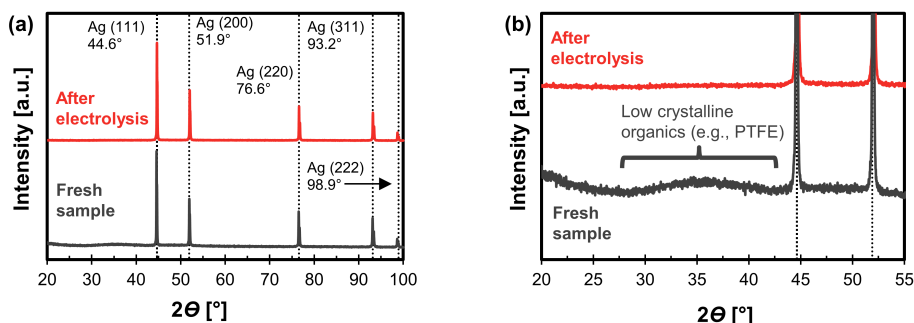 (a)
Ag (111)
44.6°
Ag (200)
51.9°
Ag (311)
93.2°
Ag (220)
76.6°
After
electrolysis
Ag (222)
98.9°
Fresh
sample
Intensity [a.u.]
20 30 40 50 60 70 80 90 100
2Θ [°]
(b)
After
electrolysis
Low crystalline
organics (e.g., PTFE)
Fresh
sample
Intensity [a.u.]
20 25 30 35 40 45 50 55
2Θ [°]